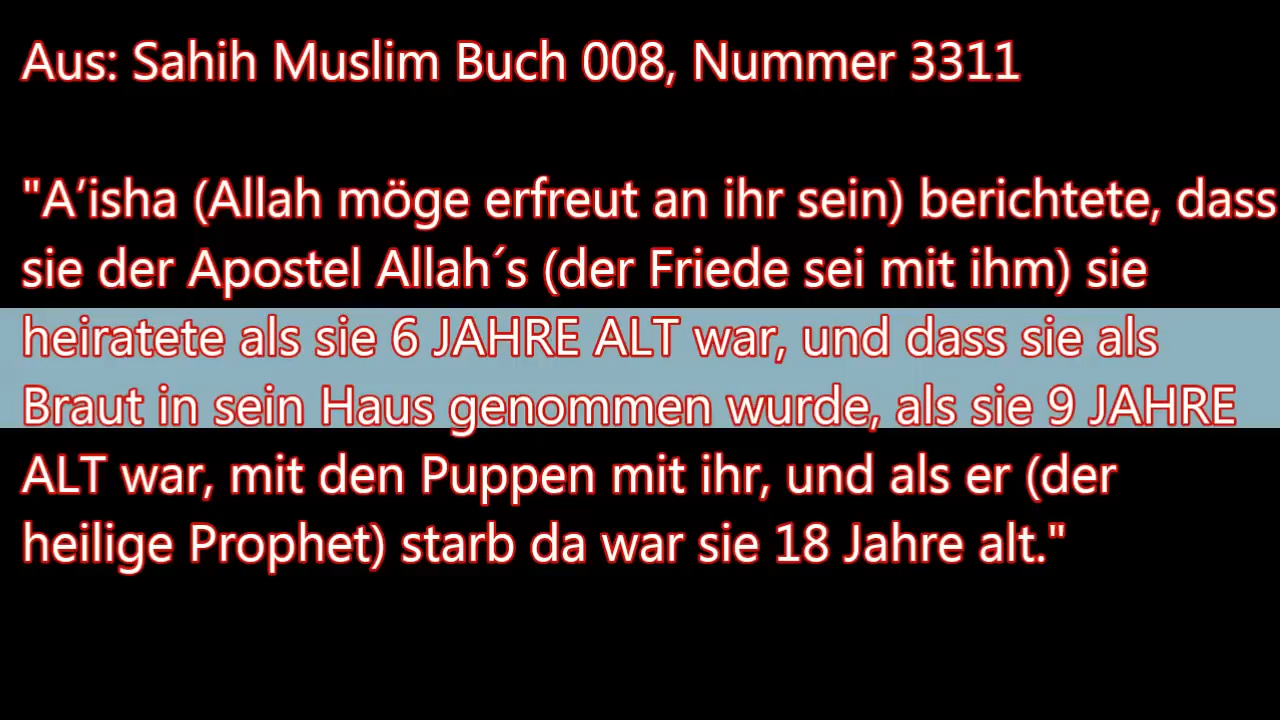 Aus: Sahih Muslim Buch 008, Nummer 3311
"A’isha (Allah möge erfreut an ihr sein) berichtete, dass
sie der Apostel Allah´s (der Friede sei mit ihm) sie
heiratete als sie 6 JAHRE ALT war, und dass sie als
Braut in sein Haus genommen wurde, als sie 9 JAHRE
ALT war, mit den Puppen mit ihr, und als er (der
heilige Prophet) starb da war sie 18 Jahre alt."